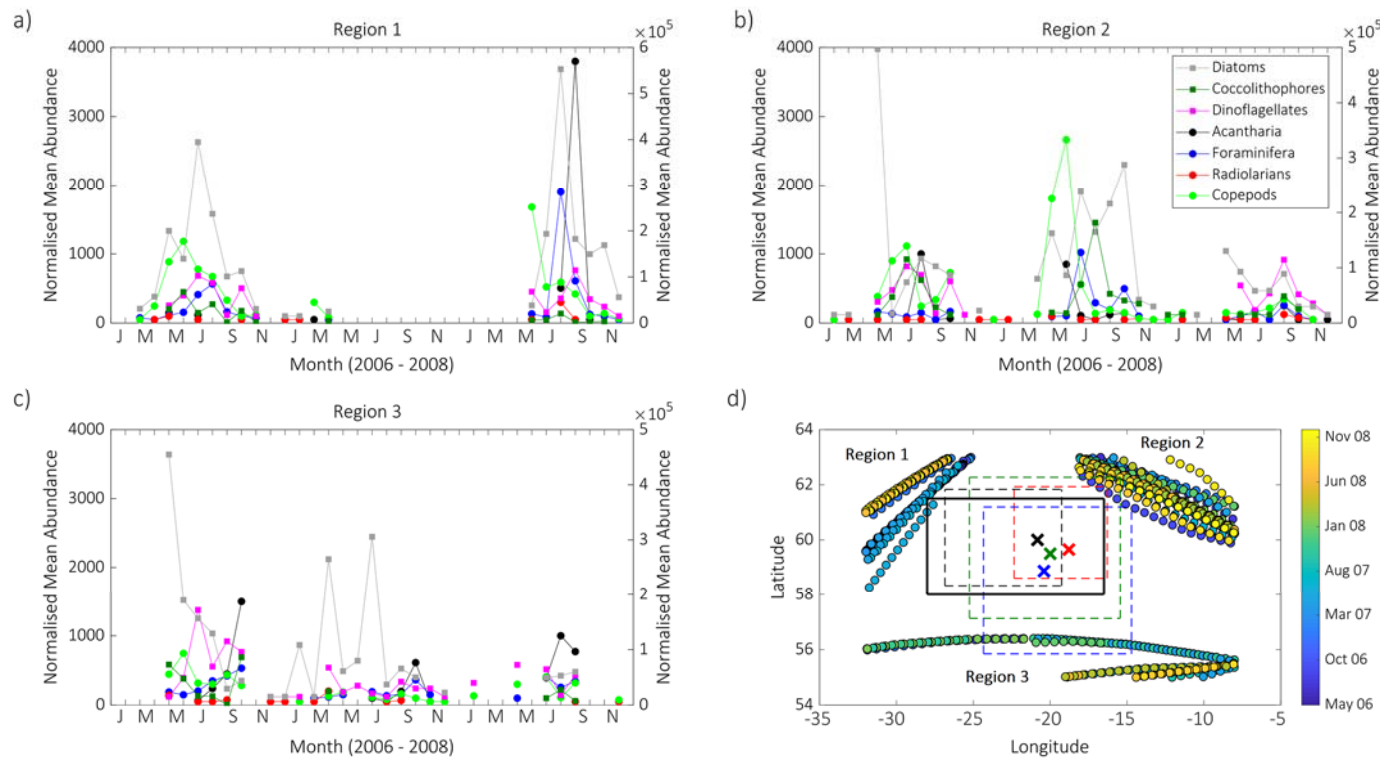 a)
Region 1
×10⁵
4000
3000
2000
1000
0
Normalised Mean Abundance
6
5
4
3
2
1
0
Normalised Mean Abundance
J M M J S N J M M J S N J M M J S N
Month (2006 - 2008)
b)
Region 2
×10⁵
4000
3000
2000
1000
0
Normalised Mean Abundance
5
4
3
2
1
0
Normalised Mean Abundance
Diatoms
Coccolithophores
Dinoflagellates
Acantharia
Foraminifera
Radiolarians
Copepods
J M M J S N J M M J S N J M M J S N
Month (2006 - 2008)
c)
Region 3
×10⁵
4000
3000
2000
1000
0
Normalised Mean Abundance
5
4
3
2
1
0
Normalised Mean Abundance
J M M J S N J M M J S N J M M J S N
Month (2006 - 2008)
d)
64
62
60
58
56
54
Latitude
Region 1
Region 2
Region 3
-35 -30 -25 -20 -15 -10 -5
Longitude
Nov 08
Jun 08
Jan 08
Aug 07
Mar 07
Oct 06
May 06